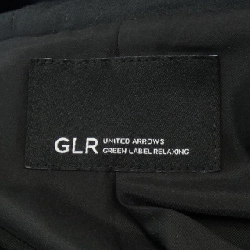 GLR
UNITED ARROWS
GREEN LABEL RELAXING